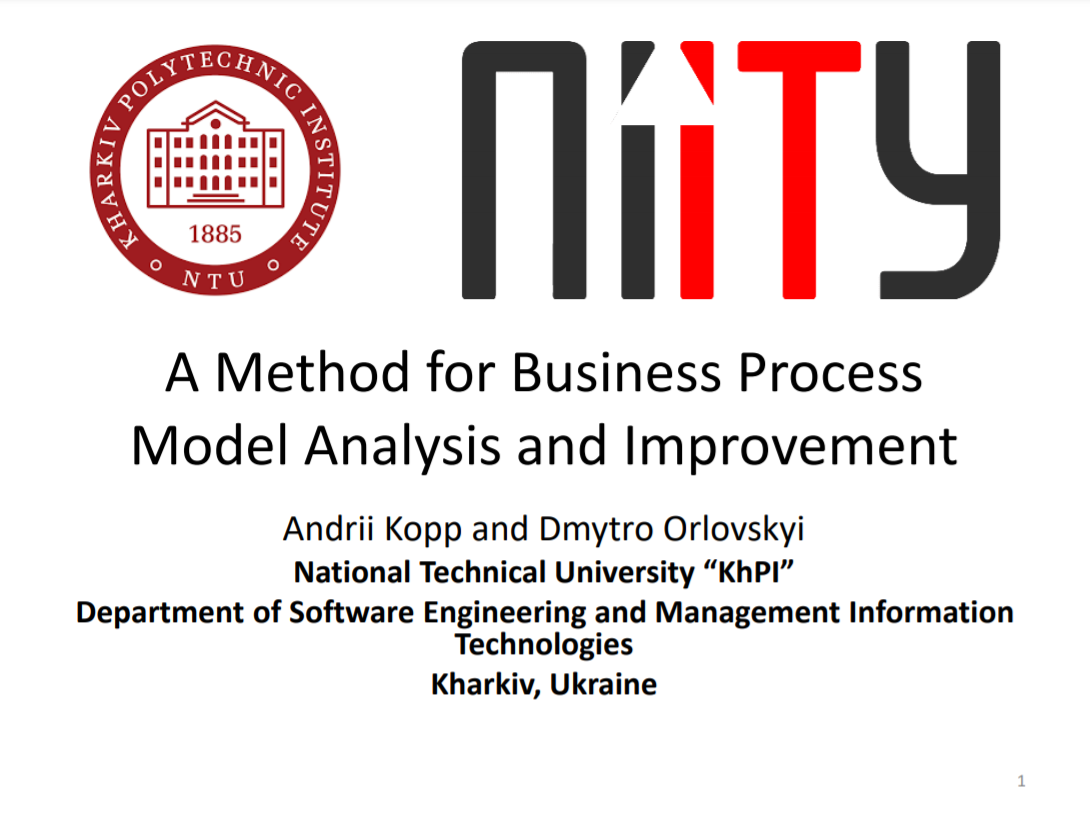 KHARKIV POLYTECHNIC INSTITUTE
1885
NTU
NIITY
A Method for Business Process
Model Analysis and Improvement
Andrii Kopp and Dmytro Orlovskyi
National Technical University “KhPI”
Department of Software Engineering and Management Information
Technologies
Kharkiv, Ukraine
1